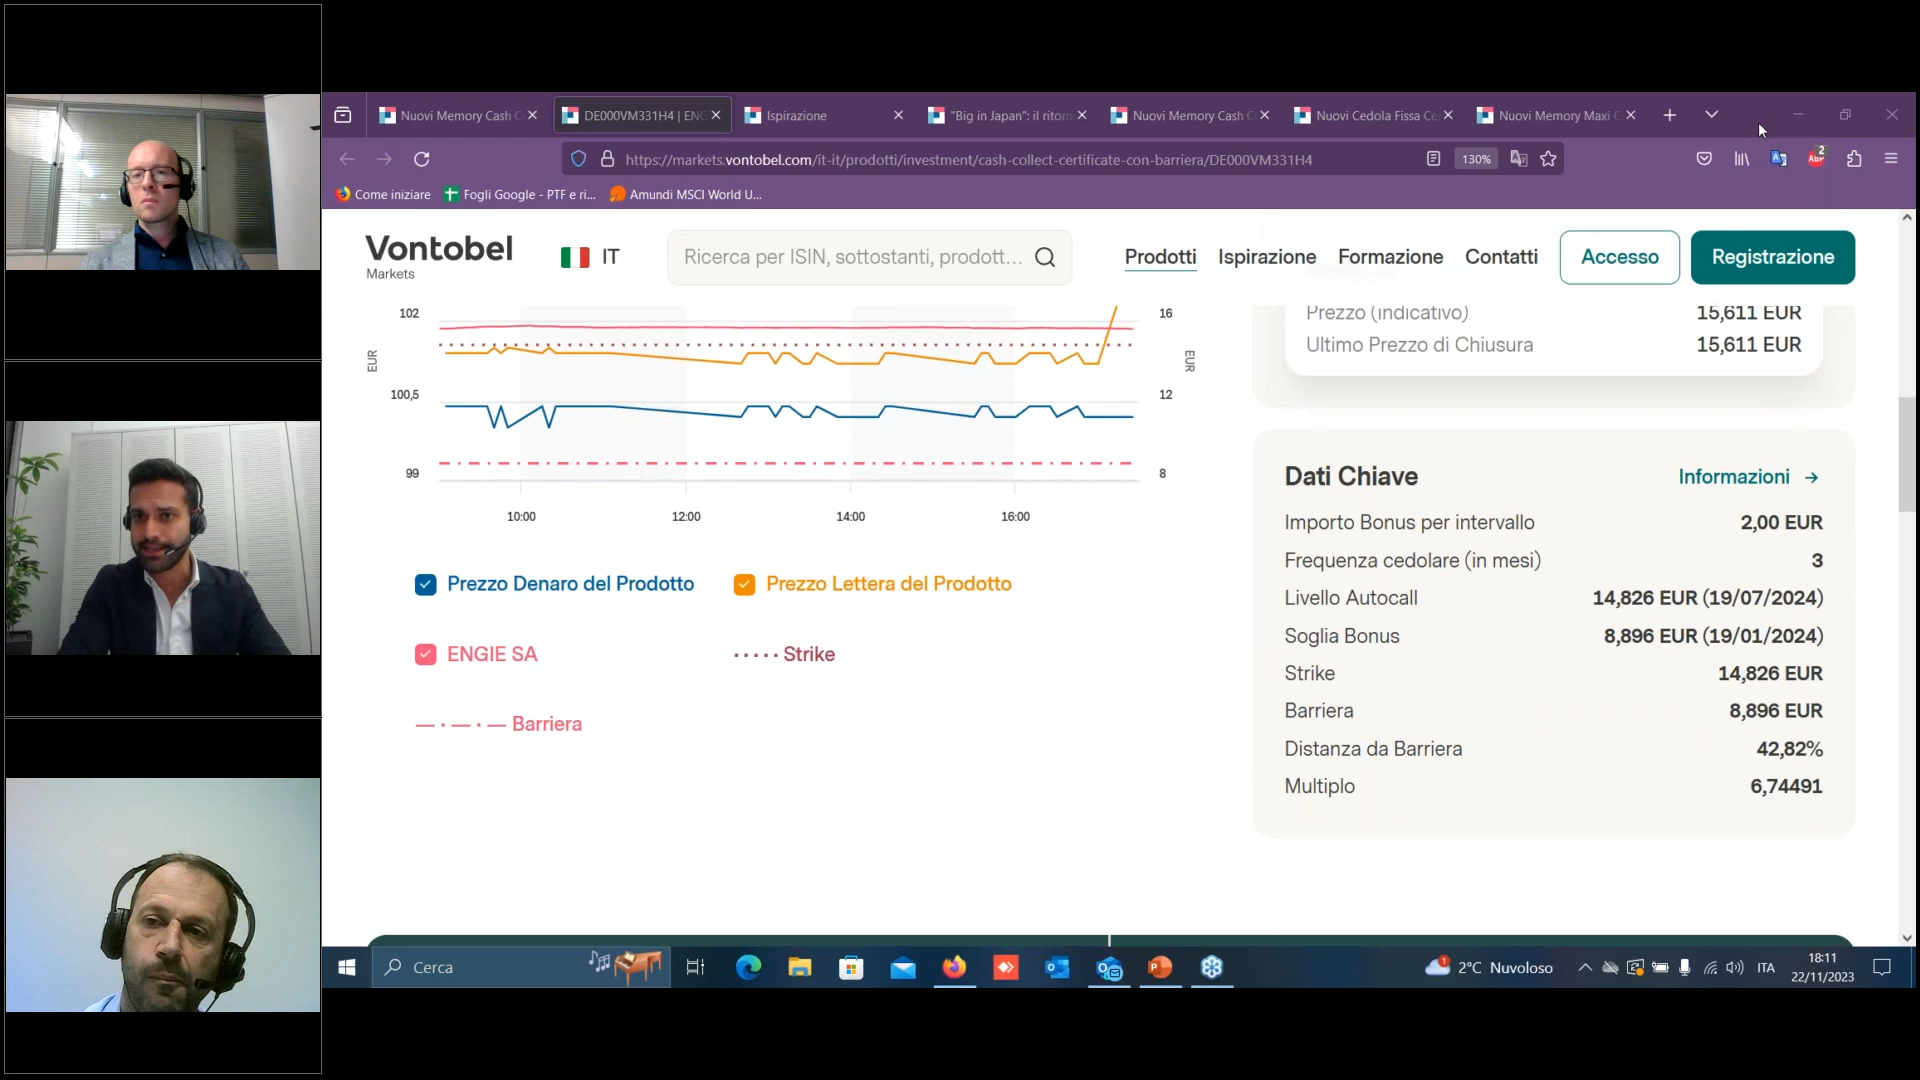 Nuovi Memory Cash C
DE000VM331H4 | ENG
Ispirazione
"Big in Japan": il ritorn
Nuovi Memory Cash C
Nuovi Cedola Fissa Ce
Nuovi Memory Maxi C
https://markets.vontobel.com/it-it/prodotti/investment/cash-collect-certificate-con-barriera/DE000VM331H4
130%
ABP
2
Come iniziare
Fogli Google - PTF e ri...
Amundi MSCI World U...
Vontobel
Markets
IT
Ricerca per ISIN, sottostanti, prodott...
Prodotti
Ispirazione
Formazione
Contatti
Accesso
Registrazione
102
16
EUR
EUR
100,5
12
99
8
10:00
12:00
14:00
16:00
Prezzo Denaro del Prodotto
Prezzo Lettera del Prodotto
ENGIE SA
Strike
Barriera
Prezzo (indicativo) 15,611 EUR
Ultimo Prezzo di Chiusura 15,611 EUR
Dati Chiave
Informazioni →
Importo Bonus per intervallo 2,00 EUR
Frequenza cedolare (in mesi) 3
Livello Autocall 14,826 EUR (19/07/2024)
Soglia Bonus 8,896 EUR (19/01/2024)
Strike 14,826 EUR
Barriera 8,896 EUR
Distanza da Barriera 42,82%
Multiplo 6,74491
Cerca
1
2°C Nuvoloso
ITA
18:11
22/11/2023